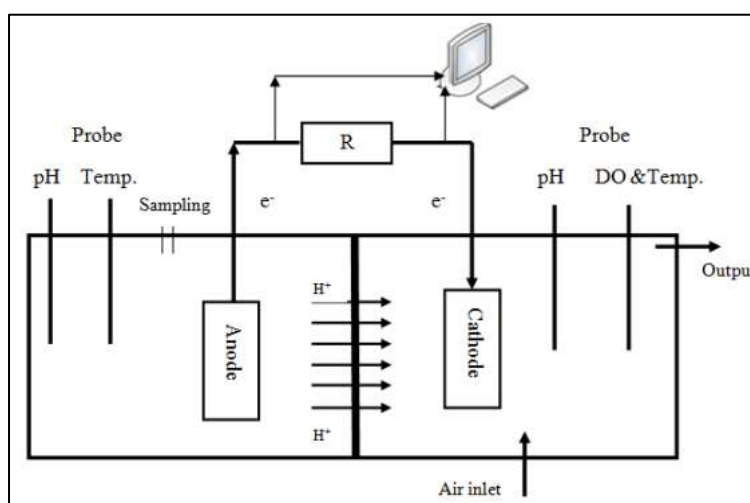 R
Probe
Probe
pH
Temp.
pH
DO &Temp.
Sampling
e-
e-
Output
H+
Anode
Cathode
H+
Air inlet